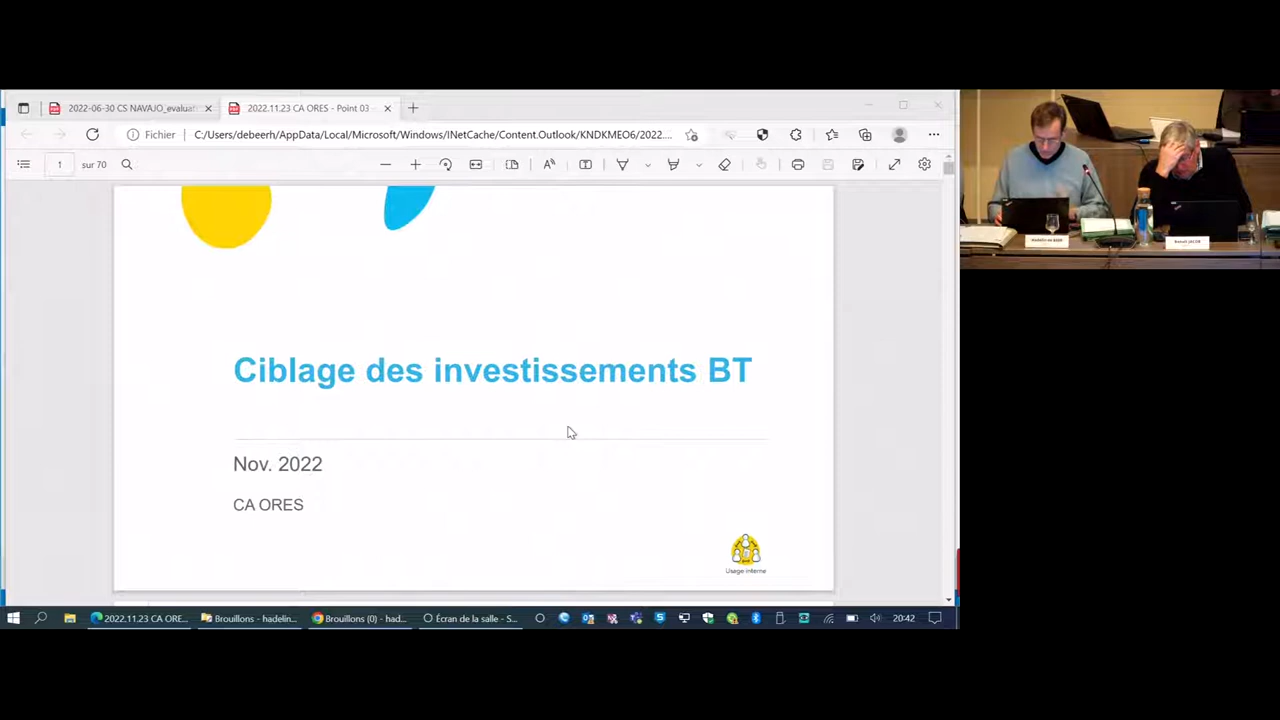 2022-06-30 CS NAVAJO_evaluat
2022.11.23 CA ORES - Point 03
Fichier
C:/Users/debeerh/AppData/Local/Microsoft/Windows/INetCache/Content.Outlook/KNDKMEO6/2022....
1
sur 70
Ciblage des investissements BT
Nov. 2022
CA ORES
Usage interne
Benoit JACOB
2022.11.23 CA ORE...
Brouillons - hadelin...
Brouillons (0) - had...
Écran de la salle - S...
20:42